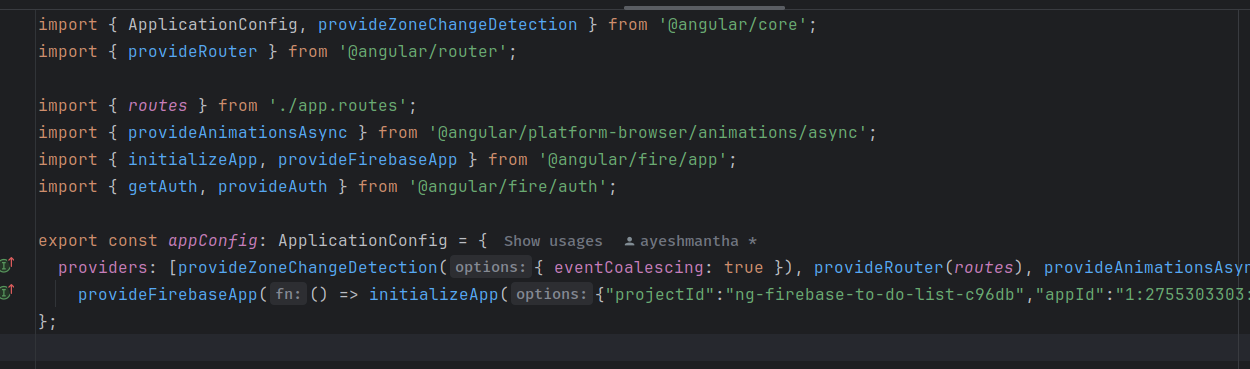 import { ApplicationConfig, provideZoneChangeDetection } from '@angular/core';
import { provideRouter } from '@angular/router';
import { routes } from './app.routes';
import { provideAnimationsAsync } from '@angular/platform-browser/animations/async';
import { initializeApp, provideFirebaseApp } from '@angular/fire/app';
import { getAuth, provideAuth } from '@angular/fire/auth';
export const appConfig: ApplicationConfig = { Show usages ayeshmantha *
providers: [provideZoneChangeDetection( options: { eventCoalescing: true }), provideRouter(routes), provideAnimationsAsyn
provideFirebaseApp( fn: () => initializeApp( options: {"projectId":"ng-firebase-to-do-list-c96db","appId":"1:2755303303:
};